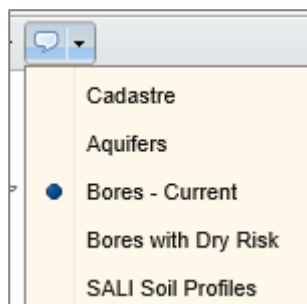 Cadastre
Aquifers
Bores - Current
Bores with Dry Risk
SALI Soil Profiles